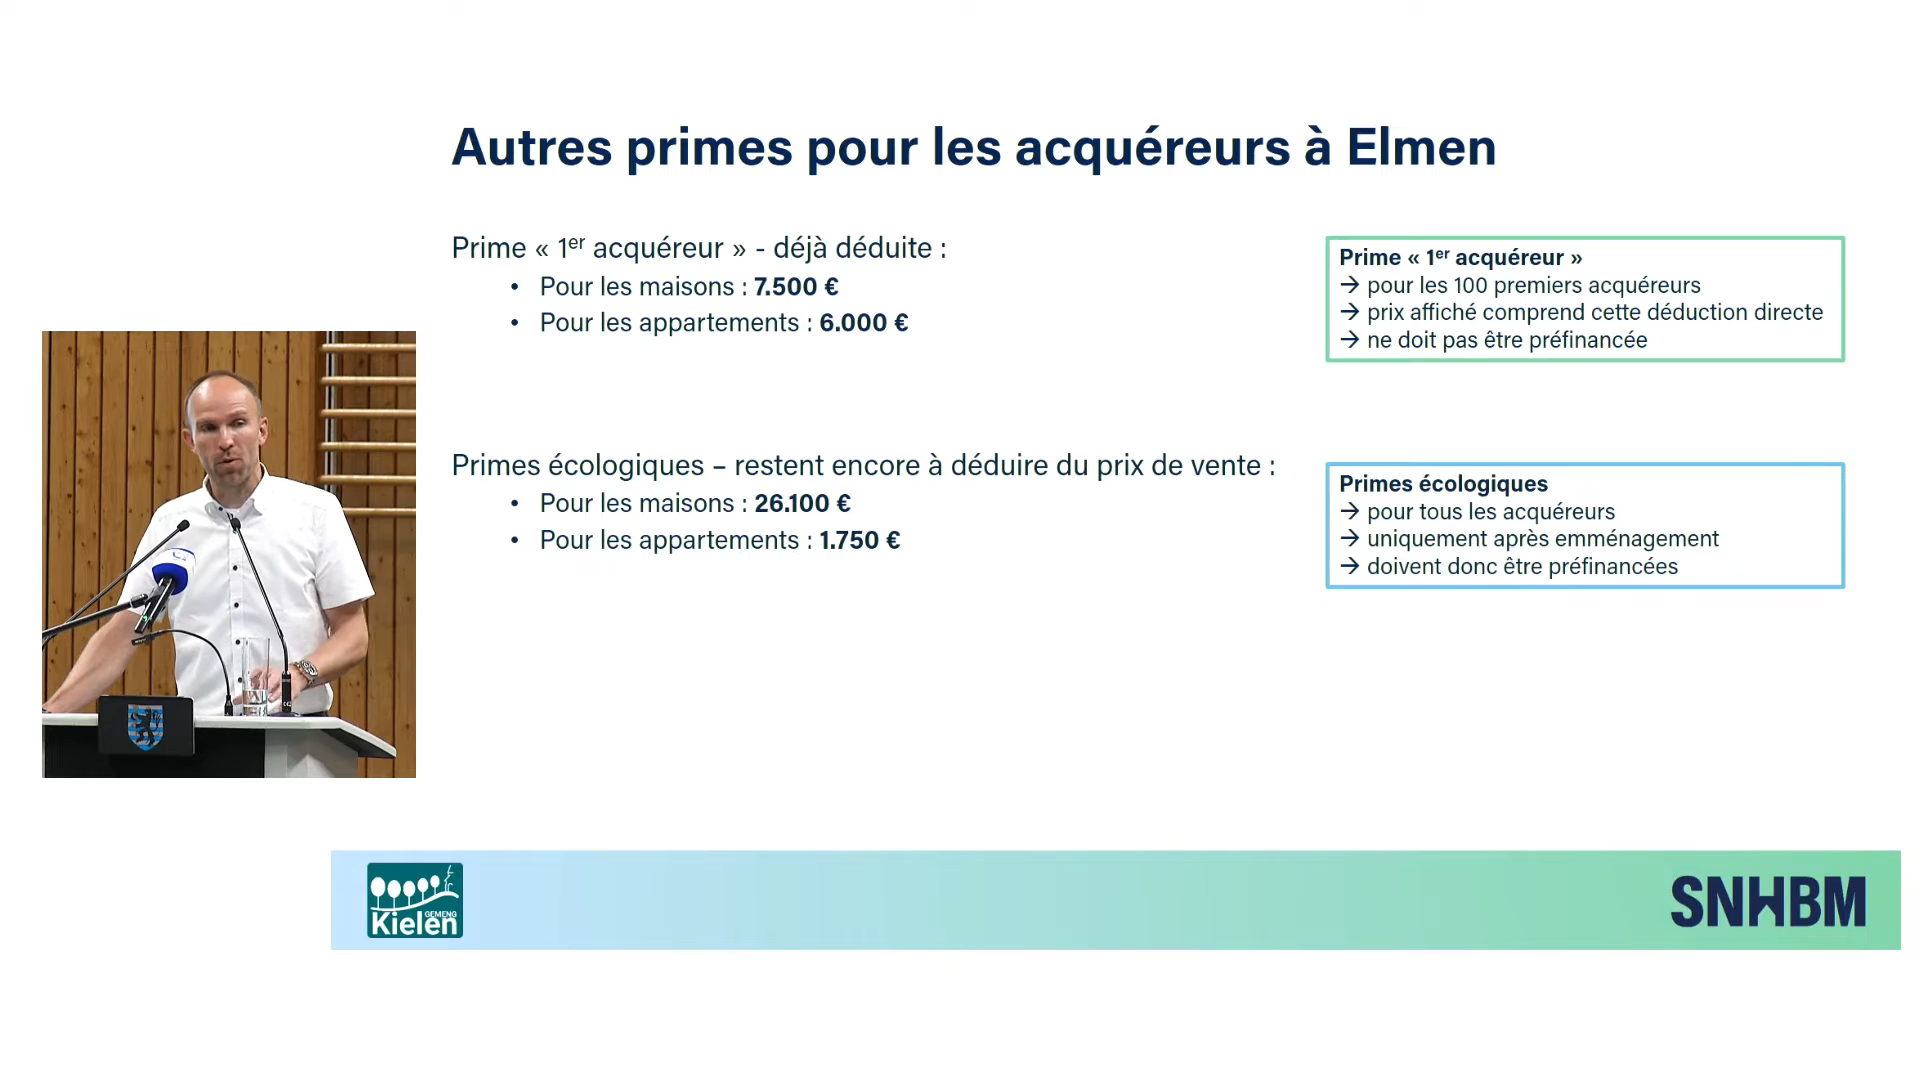 Autres primes pour les acquéreurs à Elmen
Prime « 1er acquéreur » - déjà déduite :
• Pour les maisons : 7.500 €
• Pour les appartements : 6.000 €
Prime « 1er acquéreur »
→ pour les 100 premiers acquéreurs
→ prix affiché comprend cette déduction directe
→ ne doit pas être préfinancée
Primes écologiques – restent encore à déduire du prix de vente :
• Pour les maisons : 26.100 €
• Pour les appartements : 1.750 €
Primes écologiques
→ pour tous les acquéreurs
→ uniquement après emménagement
→ doivent donc être préfinancées
GEMENG
Kielen
SNHBM